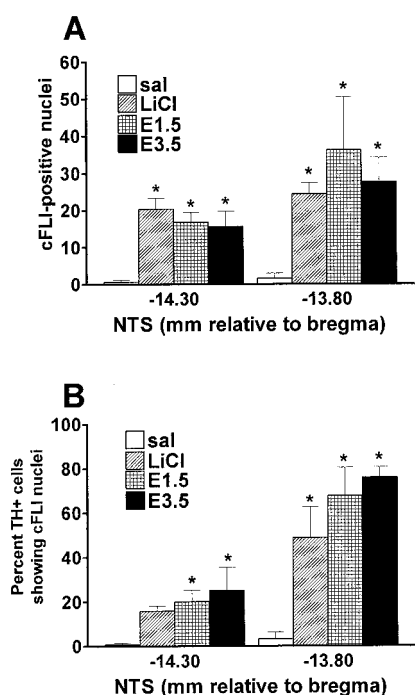 A
sal
LiCl
E1.5
E3.5
cFLI-positive nuclei
60
50
40
30
20
10
0
*
*
*
*
*
*
-14.30
-13.80
NTS (mm relative to bregma)
B
sal
LiCl
E1.5
E3.5
Percent TH+ cells
showing cFLI nuclei
100
80
60
40
20
0
*
*
*
*
*
-14.30
-13.80
NTS (mm relative to bregma)